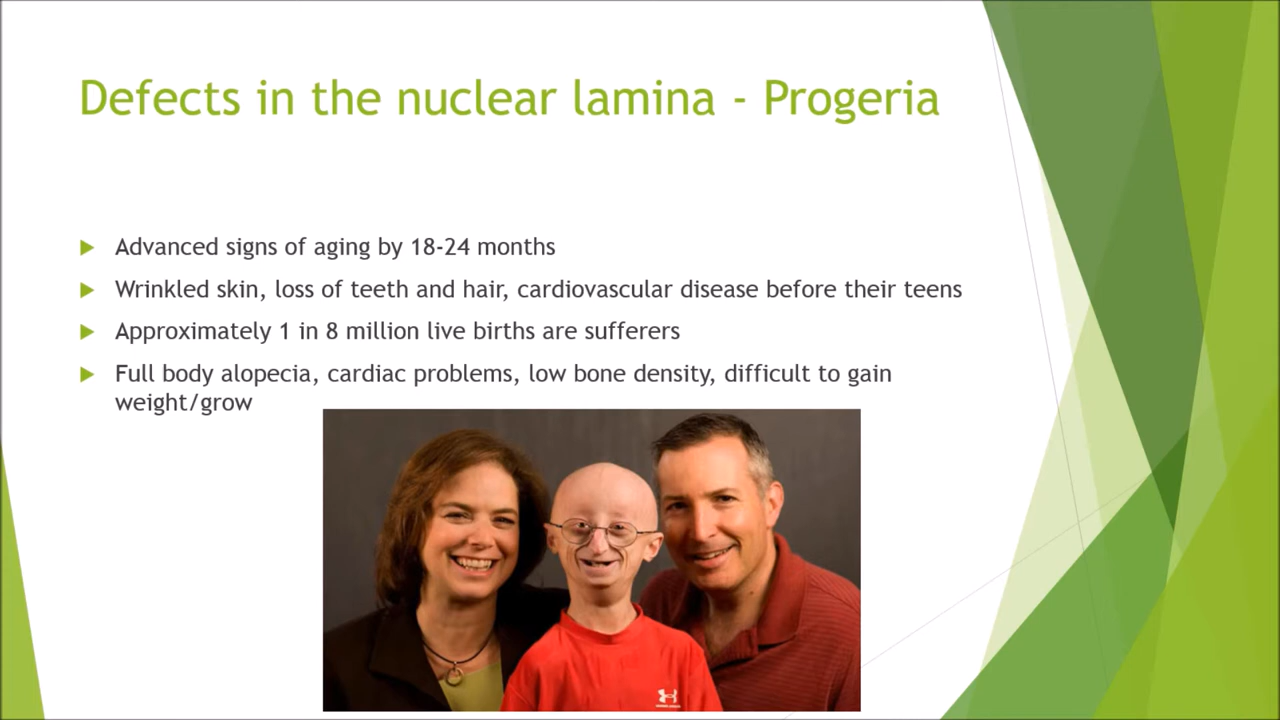 Defects in the nuclear lamina - Progeria
Advanced signs of aging by 18-24 months
Wrinkled skin, loss of teeth and hair, cardiovascular disease before their teens
Approximately 1 in 8 million live births are sufferers
Full body alopecia, cardiac problems, low bone density, difficult to gain
weight/grow